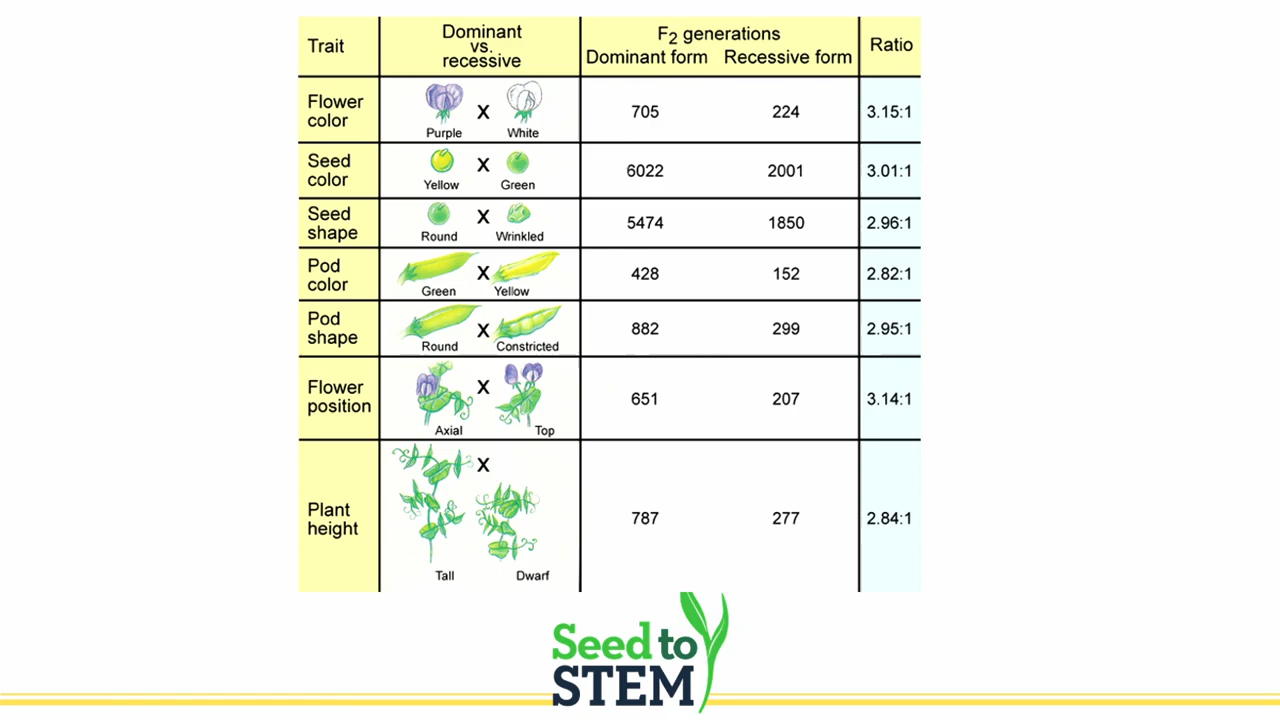 Trait
Dominant
vs.
recessive
F2 generations
Dominant form Recessive form
Ratio
Flower
color
X
Purple White
705 224 3.15:1
Seed
color
X
Yellow Green
6022 2001 3.01:1
Seed
shape
X
Round Wrinkled
5474 1850 2.96:1
Pod
color
X
Green Yellow
428 152 2.82:1
Pod
shape
X
Round Constricted
882 299 2.95:1
Flower
position
X
Axial Top
651 207 3.14:1
Plant
height
X
Tall Dwarf
787 277 2.84:1
Seed to
STEM